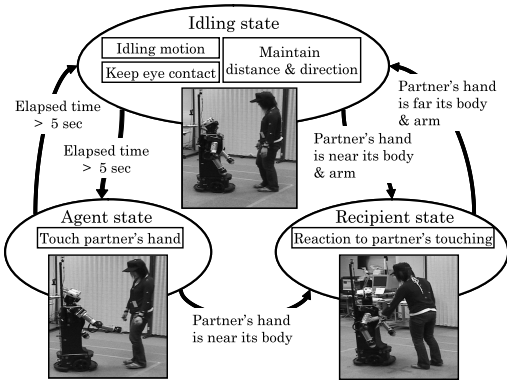 Idling state
Idling motion
Keep eye contact
Maintain
distance & direction
Elapsed time
> 5 sec
Elapsed time
> 5 sec
Partner's hand
is near its body
& arm
Partner's hand
is far its body
& arm
Agent state
Touch partner's hand
Recipient state
Reaction to partner's touching
Partner's hand
is near its body